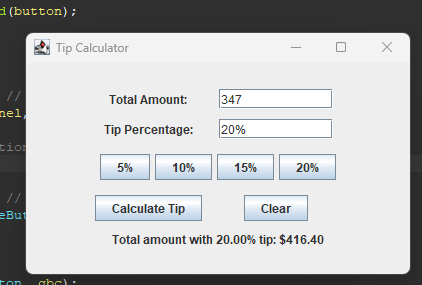 d(button);
Tip Calculator
//
Total Amount: 347
nel,
Tip Percentage: 20%
tion
5% 10% 15% 20%
//
Calculate Tip Clear
eBut
Total amount with 20.00% tip: $416.40
ton, gbc);